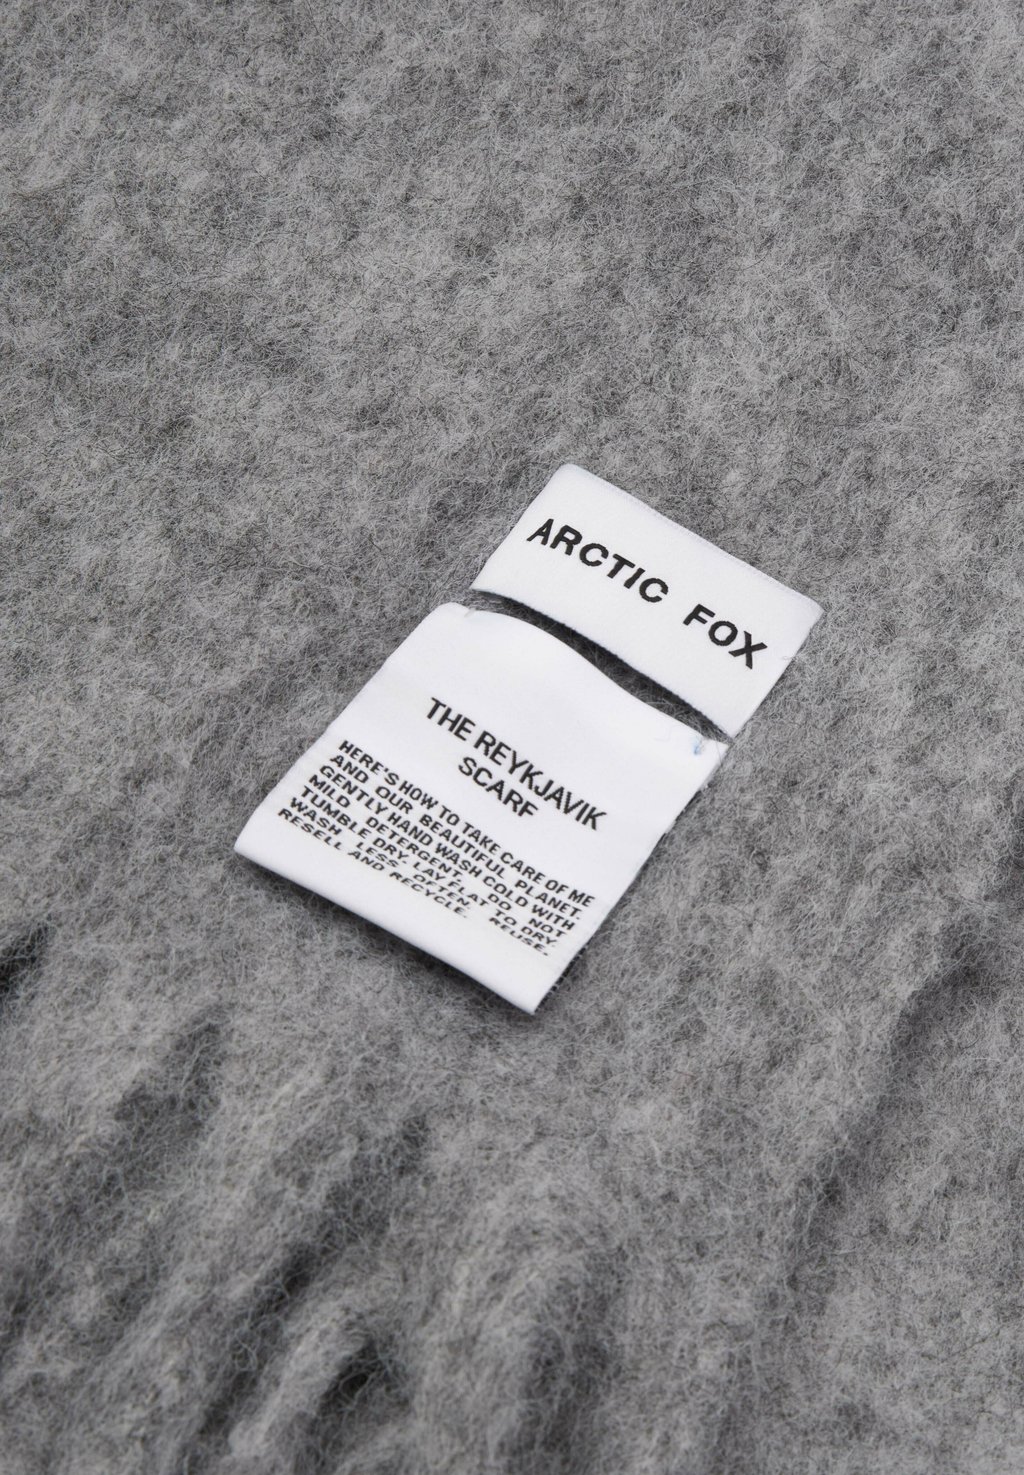 ARCTIC FOX
THE REYKJAVIK
SCARF
HERE'S HOW TO TAKE CARE OF ME
AND OUR BEAUTIFUL PLANET.
GENTLY HAND WASH COLD WITH
MILD DETERGENT. DO NOT
TUMBLE DRY. LAY FLAT TO DRY.
WASH LESS OFTEN. REUSE.
RESELL AND RECYCLE.